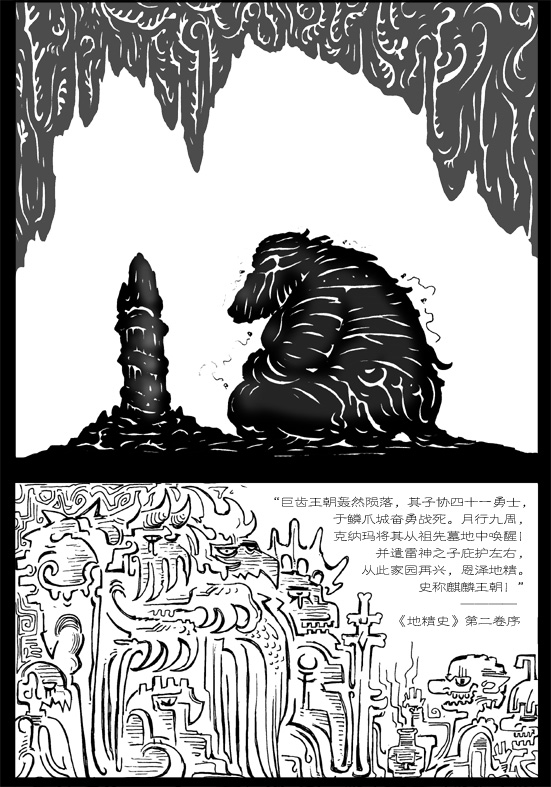 “巨齿王朝轰然陨落，其子协四十一勇士，
于鳞爪城奋勇战死。月行九周，
克纳玛将其从祖先墓地中唤醒！
并遣雷神之子庇护左右，
从此家园再兴，恩泽地精。
史称麒麟王朝！”
《地精史》第二卷序